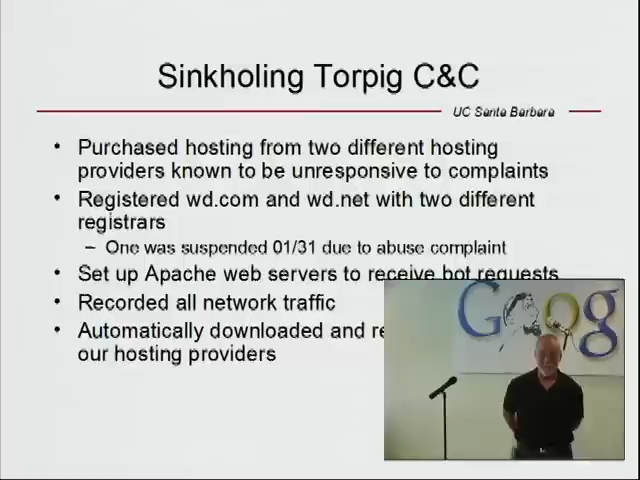 Sinkholing Torpig C&C
UC Santa Barbara
• Purchased hosting from two different hosting
providers known to be unresponsive to complaints
• Registered wd.com and wd.net with two different
registrars
– One was suspended 01/31 due to abuse complaint
• Set up Apache web servers to receive bot requests
• Recorded all network traffic
• Automatically downloaded and re
our hosting providers
Goog